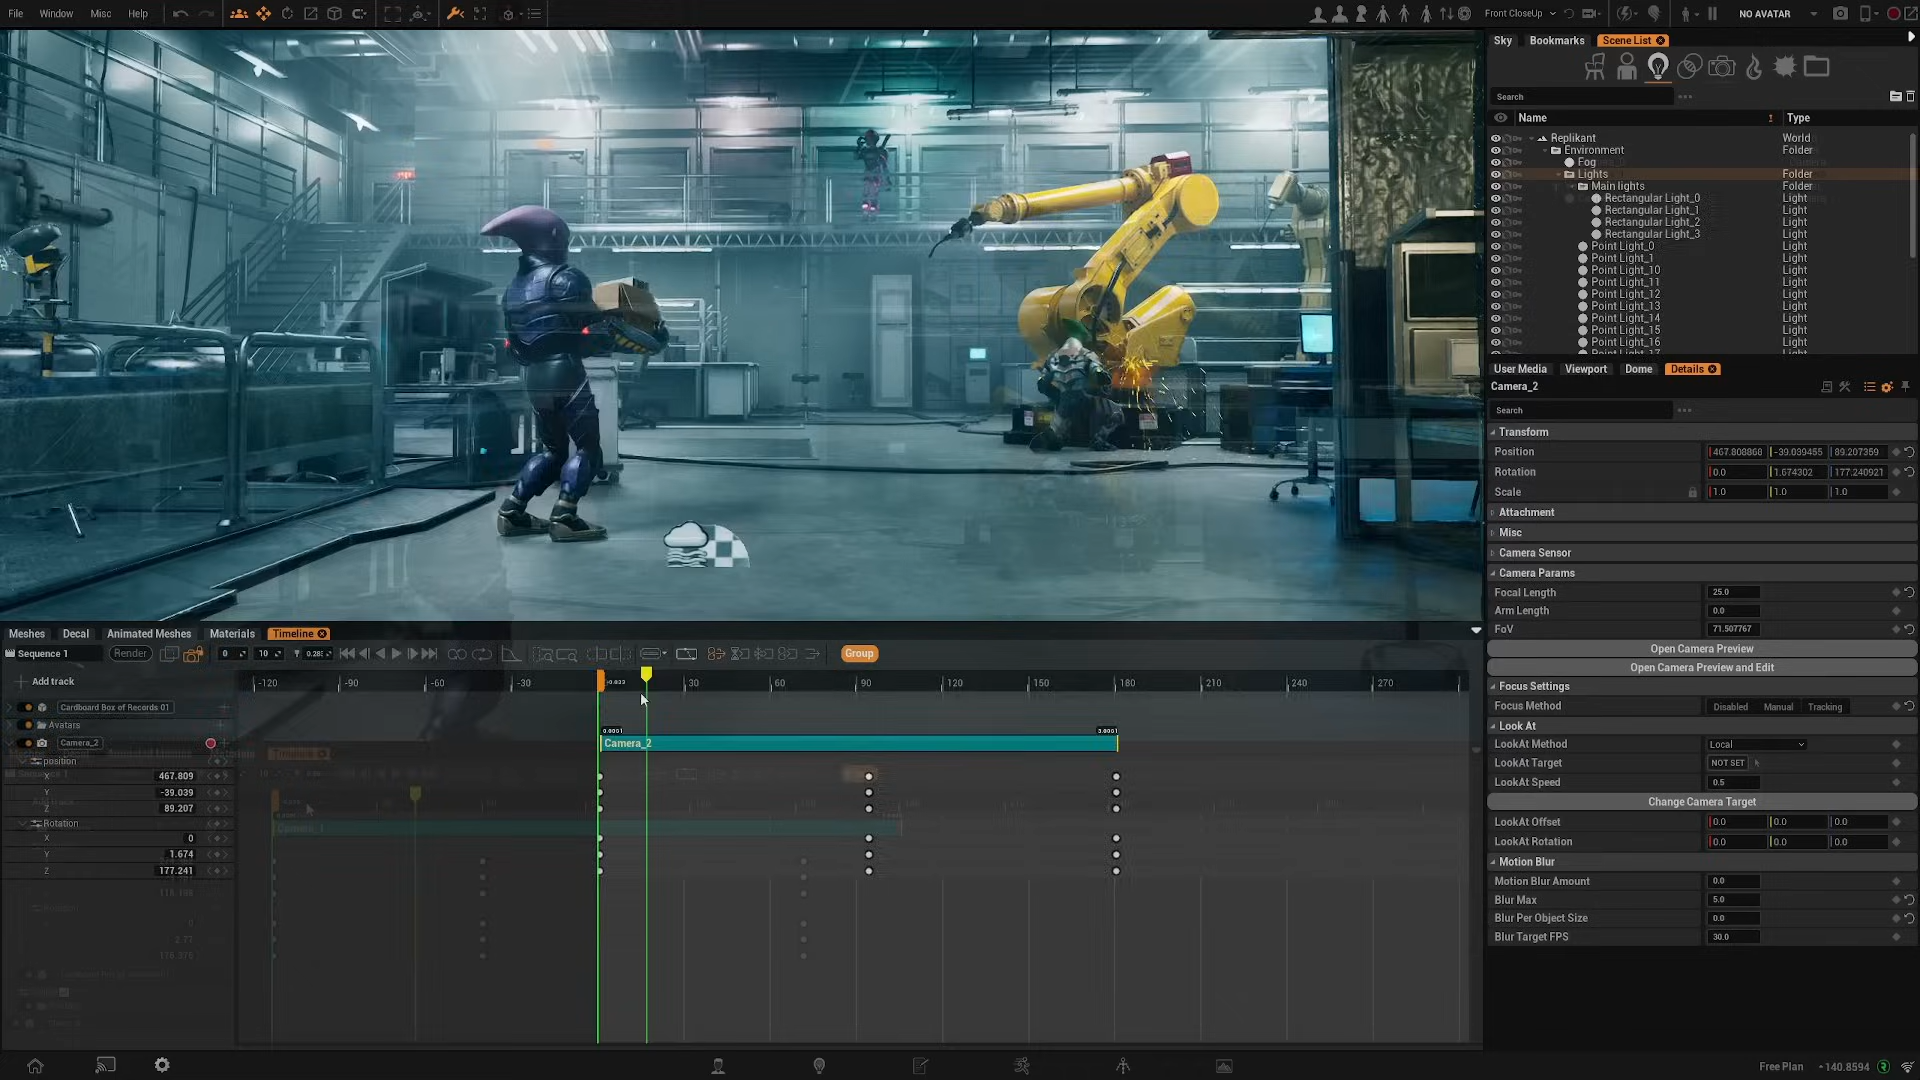 File Window Misc Help
Front CloseUp
NO AVATAR
Sky Bookmarks Scene List
Search
Name Type
Replikant World
Environment Folder
Fog
Lights Folder
Main lights Folder
Rectangular Light_0 Light
Rectangular Light_1 Light
Rectangular Light_2 Light
Rectangular Light_3 Light
Point Light_0 Light
Point Light_1 Light
Point Light_10 Light
Point Light_11 Light
Point Light_12 Light
Point Light_13 Light
Point Light_14 Light
Point Light_15 Light
Point Light_16 Light
Point Light_17 Light
User Media Viewport Dome Details
Camera_2
Search
Transform
Position 467.808868 -39.039455 89.207359
Rotation 0.0 1.674302 177.240921
Scale 1.0 1.0 1.0
Attachment
Misc
Camera Sensor
Camera Params
Focal Length 25.0
Arm Length 0.0
FoV 71.507767
Open Camera Preview
Open Camera Preview and Edit
Focus Settings
Focus Method Disabled Manual Tracking
Look At
LookAt Method Local
LookAt Target NOT SET
LookAt Speed 0.5
Change Camera Target
LookAt Offset 0.0 0.0 0.0
LookAt Rotation 0.0 0.0 0.0
Motion Blur
Motion Blur Amount 0.0
Blur Max 5.0
Blur Per Object Size 0.0
Blur Target FPS 30.0
Meshes Decal Animated Meshes Materials Timeline
Sequence 1 Render 0 10 Group
Add track
-120 -90 -60 -30 30 60 90 120 150 180 210 240 270
Cardboard Box of Records 01
Avatars
Camera_2
Camera_2
position
X 467.809
Y -39.039
Z 89.207
Rotation
X 0
Y 1.674
Z 177.241
Free Plan -140.8594